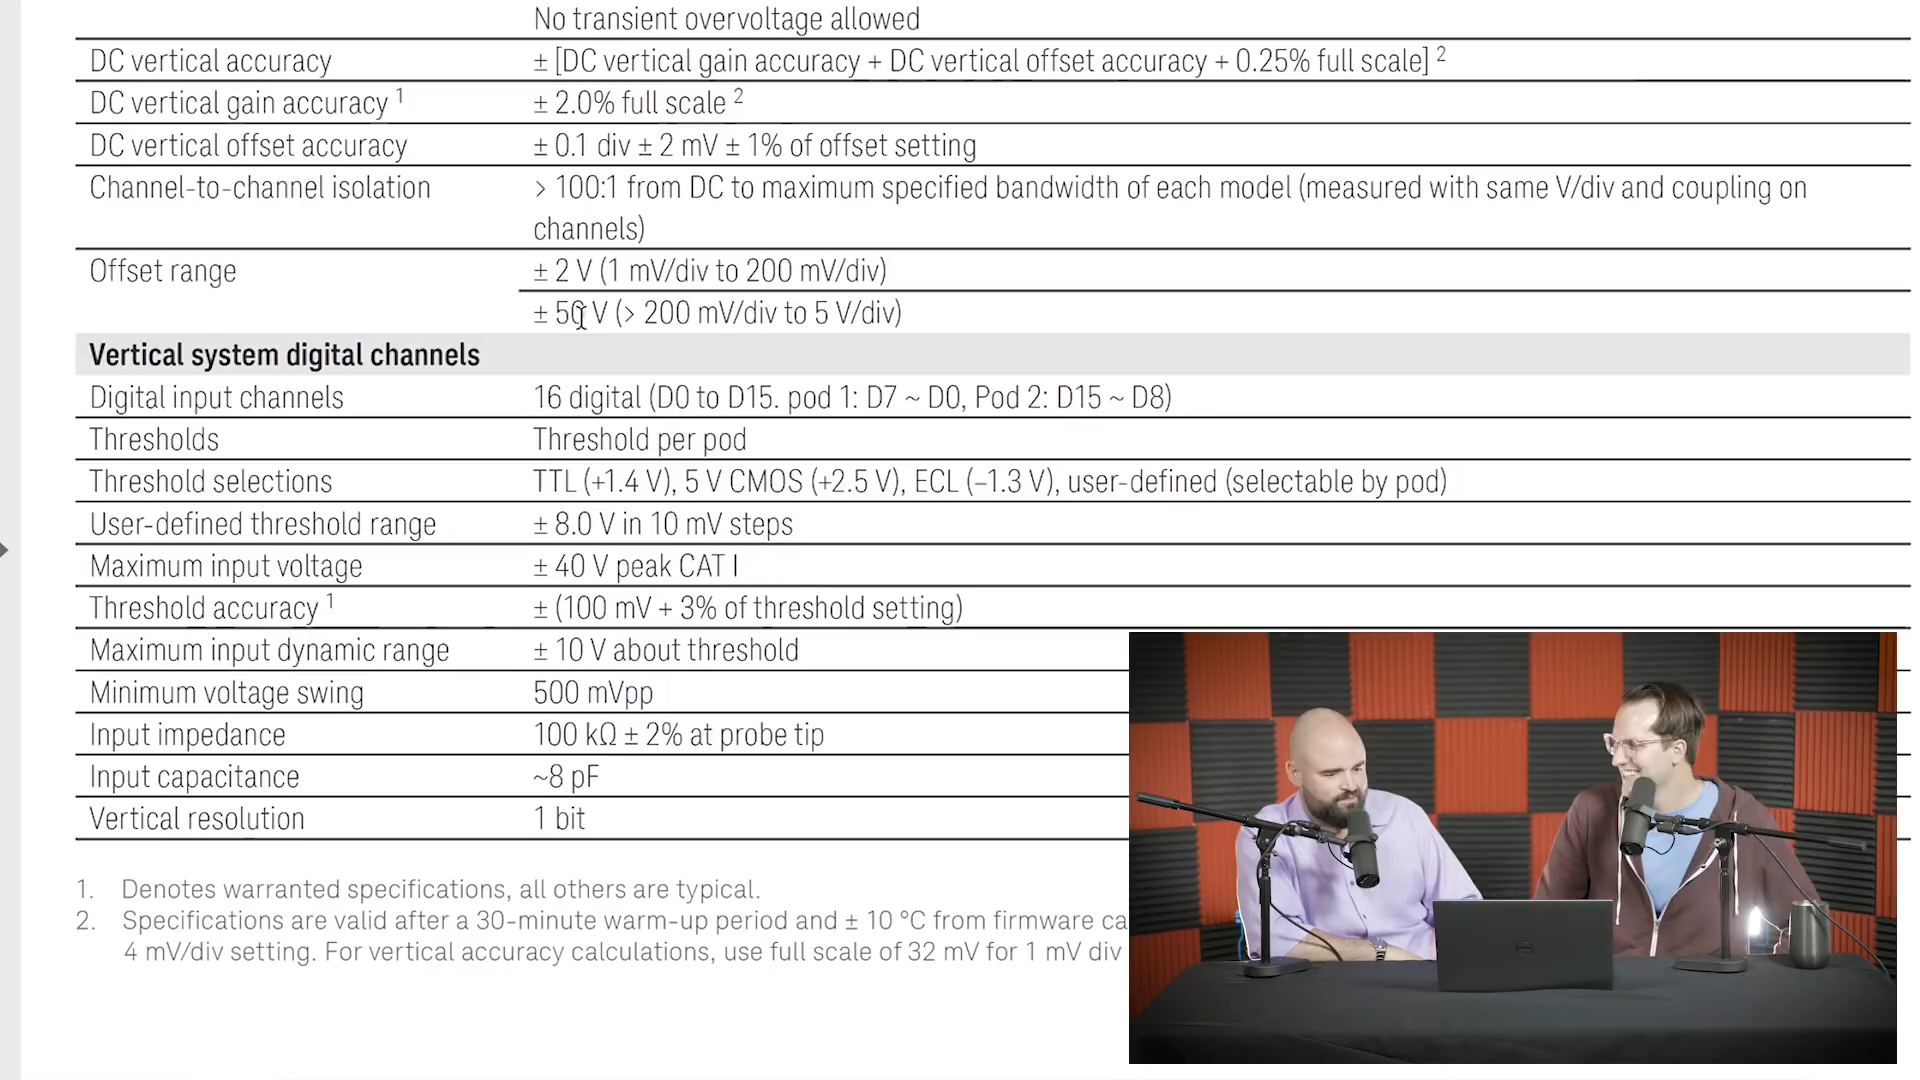 No transient overvoltage allowed
DC vertical accuracy ± [DC vertical gain accuracy + DC vertical offset accuracy + 0.25% full scale] 2
DC vertical gain accuracy 1 ± 2.0% full scale 2
DC vertical offset accuracy ± 0.1 div ± 2 mV ± 1% of offset setting
Channel-to-channel isolation > 100:1 from DC to maximum specified bandwidth of each model (measured with same V/div and coupling on
channels)
Offset range ± 2 V (1 mV/div to 200 mV/div)
± 50 V (> 200 mV/div to 5 V/div)
Vertical system digital channels
Digital input channels 16 digital (D0 to D15. pod 1: D7 ~ D0, Pod 2: D15 ~ D8)
Thresholds Threshold per pod
Threshold selections TTL (+1.4 V), 5 V CMOS (+2.5 V), ECL (–1.3 V), user-defined (selectable by pod)
User-defined threshold range ± 8.0 V in 10 mV steps
Maximum input voltage ± 40 V peak CAT I
Threshold accuracy 1 ± (100 mV + 3% of threshold setting)
Maximum input dynamic range ± 10 V about threshold
Minimum voltage swing 500 mVpp
Input impedance 100 kΩ ± 2% at probe tip
Input capacitance ~8 pF
Vertical resolution 1 bit
1. Denotes warranted specifications, all others are typical.
2. Specifications are valid after a 30-minute warm-up period and ± 10 °C from firmware ca
4 mV/div setting. For vertical accuracy calculations, use full scale of 32 mV for 1 mV div